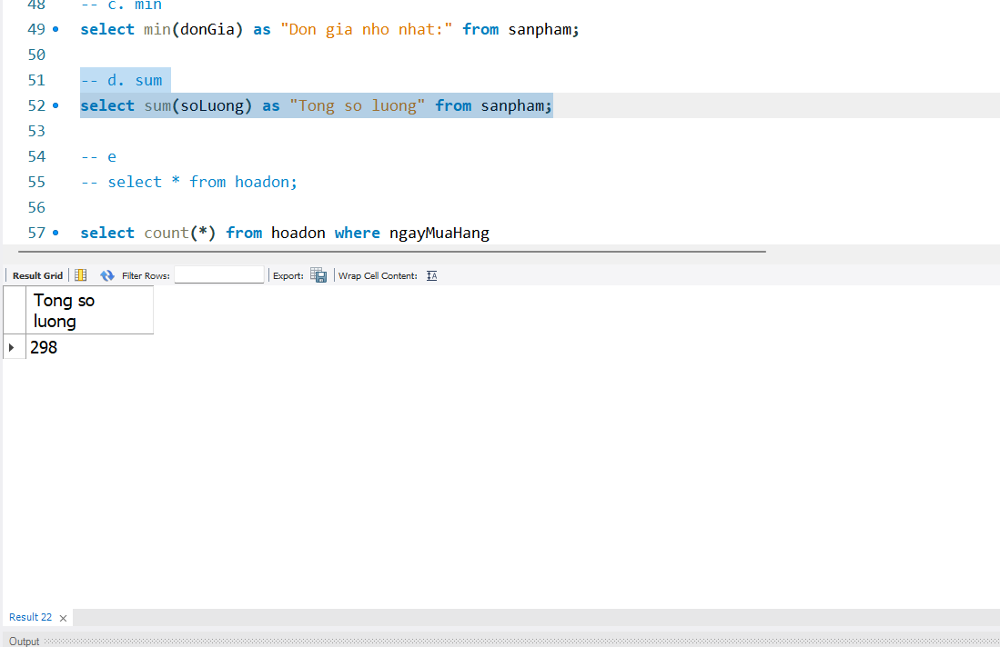 48 -- c. min
49 select min(donGia) as "Don gia nho nhat:" from sanpham;
50
51 -- d. sum
52 select sum(soLuong) as "Tong so luong" from sanpham;
53
54 -- e
55 -- select * from hoadon;
56
57 select count(*) from hoadon where ngayMuaHang
Result Grid Filter Rows: Export: Wrap Cell Content:
Tong so
luong
298
Result 22
Output